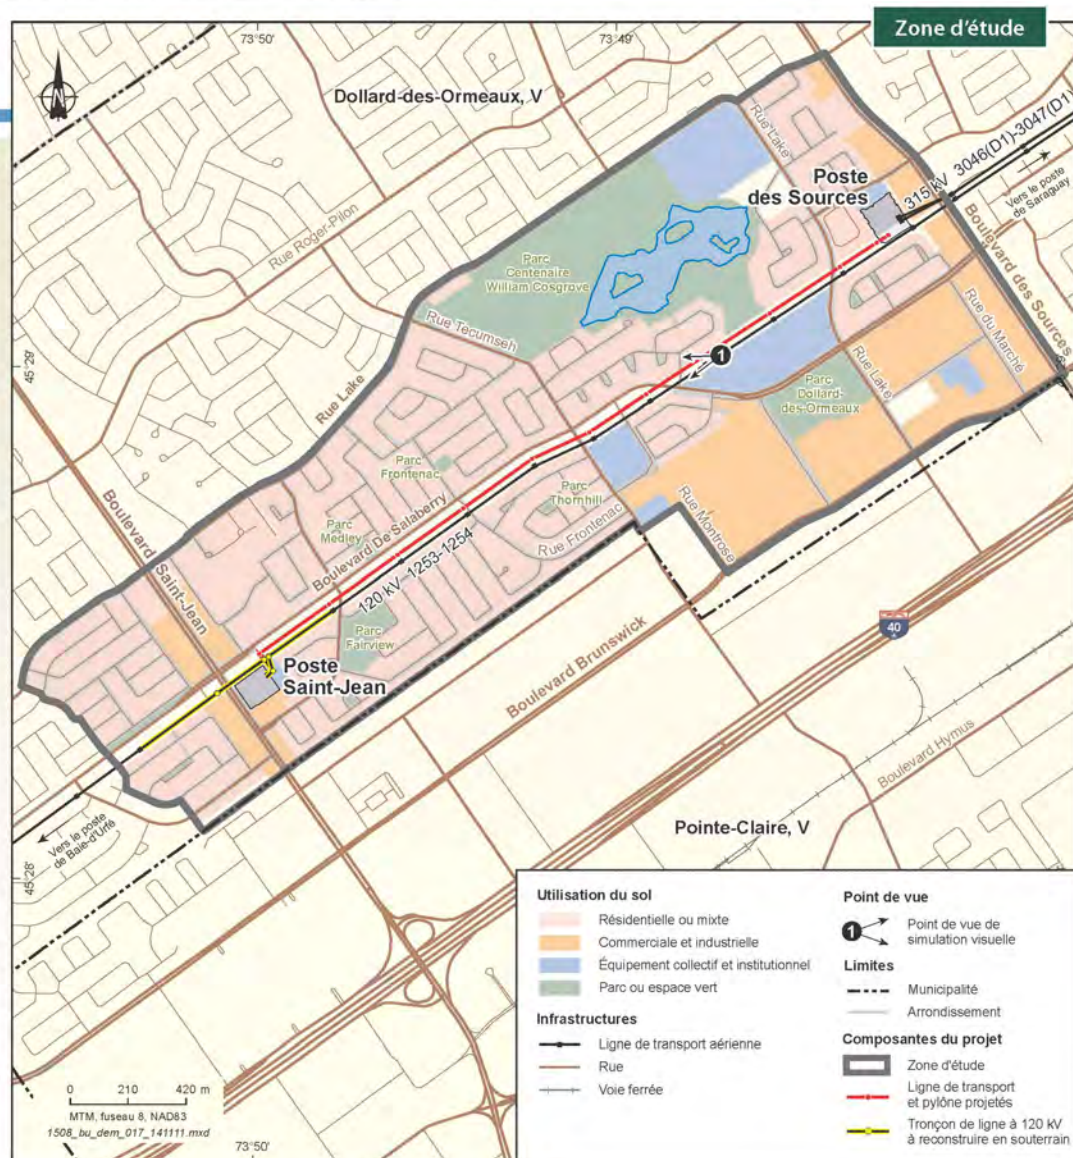 Zone d'étude
73°50'
73°49'
N
Dollard-des-Ormeaux, V
Rue Lake
3046(D1)-3047(D1)
315 kV
Vers le poste
de Saraguay
Poste
des Sources
Boulevard des Sources
Rue Roger-Pilon
Parc
Centenaire
William Cosgrove
Rue Tecumseh
Rue du Marché
45°29'
1
Rue Lake
Rue Lake
Parc
Dollard-
des-Ormeaux
Parc
Frontenac
Parc
Thornhill
Rue Montrose
Boulevard Saint-Jean
Parc
Medley
Boulevard De Salaberry
Rue Frontenac
120 kV 1253-1254
Parc
Fairview
40
Poste
Saint-Jean
Boulevard Brunswick
Boulevard Hymus
Vers le poste
de Baie-d'Urfé
Pointe-Claire, V
45°28'
Utilisation du sol
Résidentielle ou mixte
Commerciale et industrielle
Équipement collectif et institutionnel
Parc ou espace vert
Infrastructures
Ligne de transport aérienne
Rue
Voie ferrée
Point de vue
1
Point de vue de
simulation visuelle
Limites
Municipalité
Arrondissement
Composantes du projet
Zone d'étude
Ligne de transport
et pylône projetés
Tronçon de ligne à 120 kV
à reconstruire en souterrain
0 210 420 m
MTM, fuseau 8, NAD83
1508_bu_dem_017_141111.mxd
73°50'